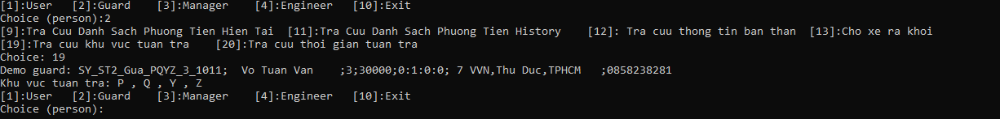 [1]:User [2]:Guard [3]:Manager [4]:Engineer [10]:Exit
Choice (person):2
[9]:Tra Cuu Danh Sach Phuong Tien Hien Tai [11]:Tra Cuu Danh Sach Phuong Tien History [12]: Tra cuu thong tin ban than [13]:Cho xe ra khoi
[19]:Tra cuu khu vuc tuan tra [20]:Tra cuu thoi gian tuan tra
Choice: 19
Demo guard: SY_ST2_Gua_PQYZ_3_1011; Vo Tuan Van ;3;30000;0:1:0:0; 7 VVN,Thu Duc,TPHCM ;0858238281
Khu vuc tuan tra: P , Q , Y , Z
[1]:User [2]:Guard [3]:Manager [4]:Engineer [10]:Exit
Choice (person):